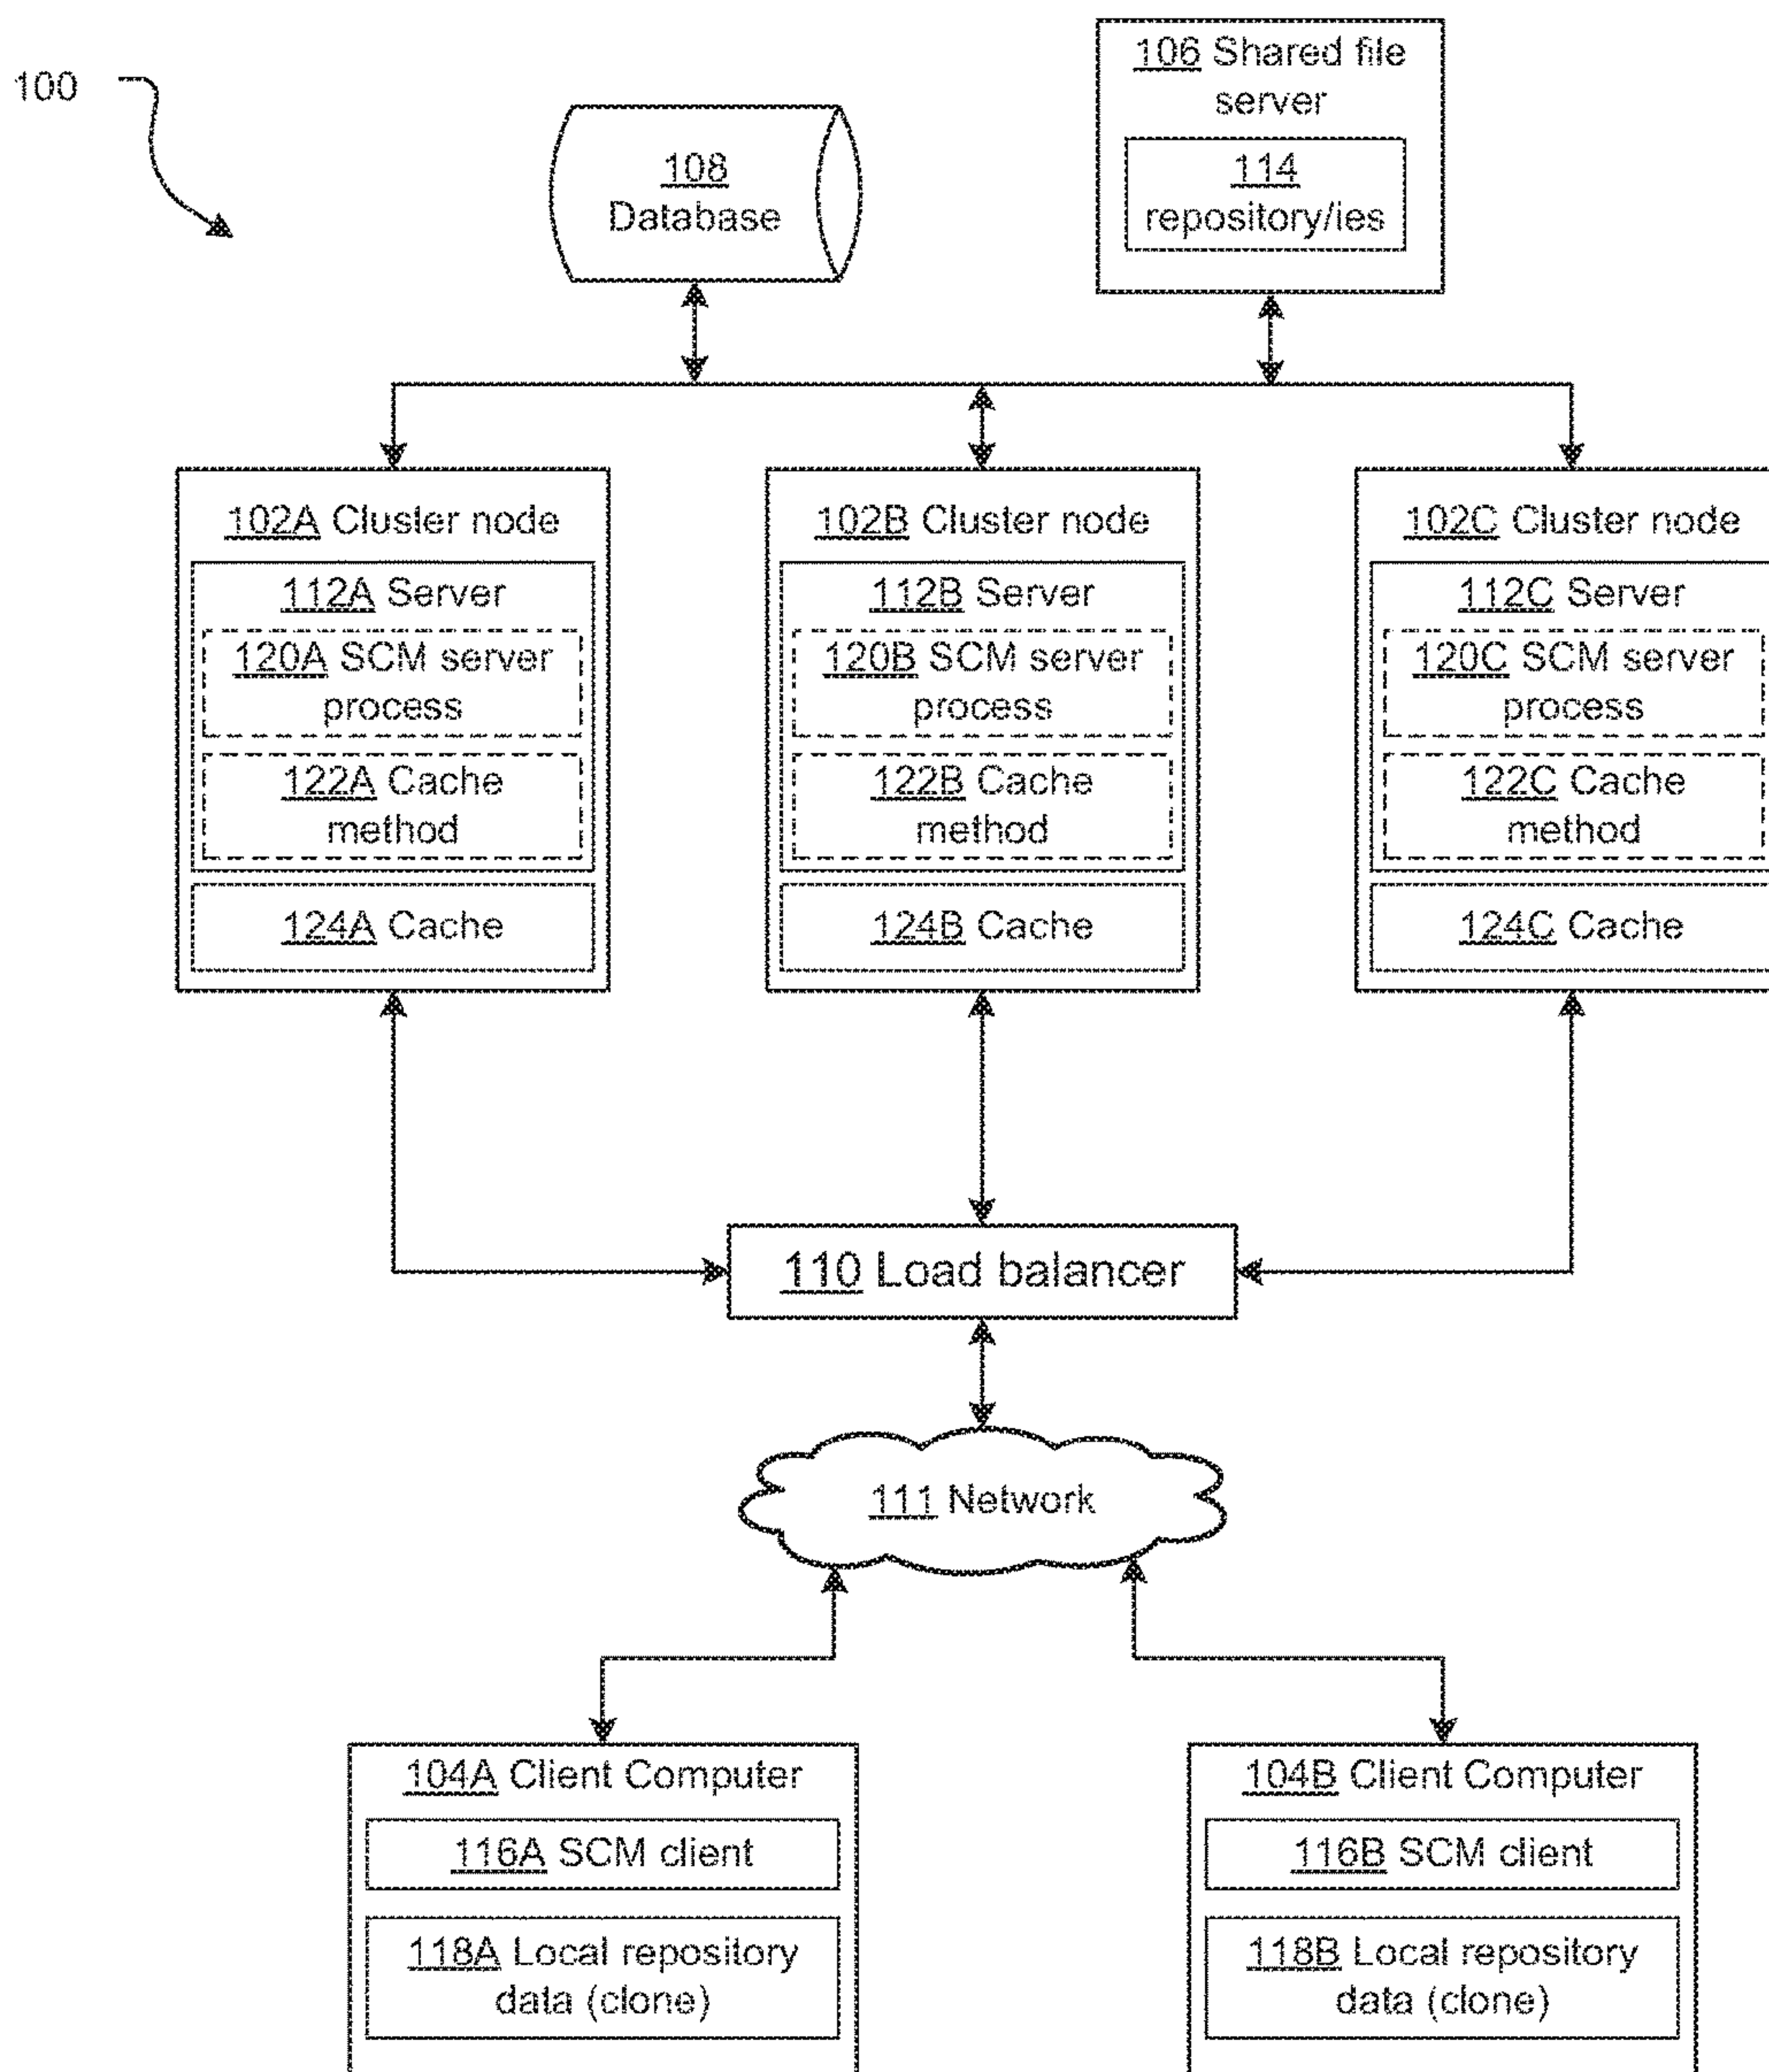 100
106 Shared file
server
114
repository/ies
108
Database
102A Cluster node
112A Server
120A SCM server
process
122A Cache
method
124A Cache
102B Cluster node
112B Server
120B SCM server
process
122B Cache
method
124B Cache
102C Cluster node
112C Server
120C SCM server
process
122C Cache
method
124C Cache
110 Load balancer
111 Network
104A Client Computer
116A SCM client
118A Local repository
data (clone)
104B Client Computer
116B SCM client
118B Local repository
data (clone)